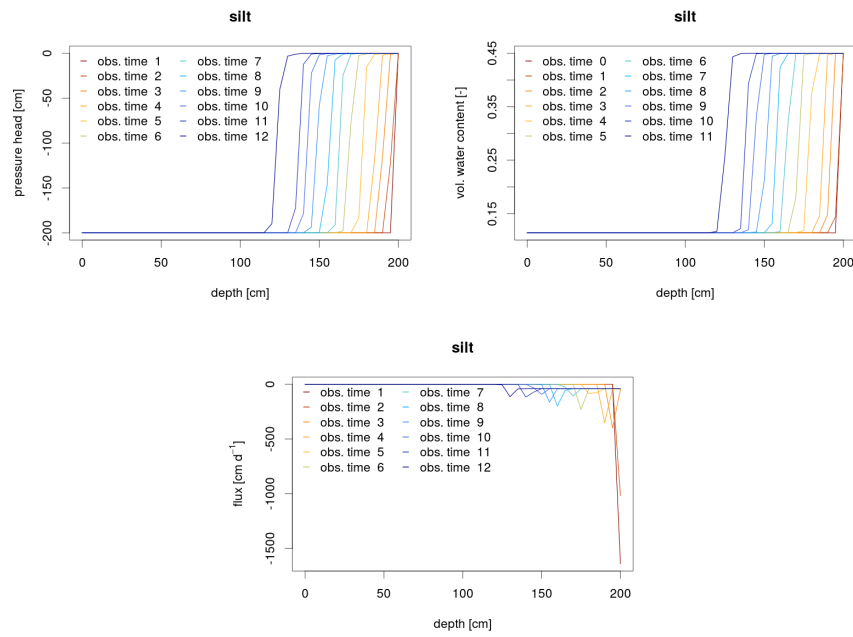 silt
pressure head [cm]
0
-50
-100
-150
-200
obs. time 1
obs. time 2
obs. time 3
obs. time 4
obs. time 5
obs. time 6
obs. time 7
obs. time 8
obs. time 9
obs. time 10
obs. time 11
obs. time 12
0
50
100
150
200
depth [cm]
silt
vol. water content [-]
0.45
0.35
0.25
0.15
obs. time 0
obs. time 1
obs. time 2
obs. time 3
obs. time 4
obs. time 5
obs. time 6
obs. time 7
obs. time 8
obs. time 9
obs. time 10
obs. time 11
0
50
100
150
200
depth [cm]
silt
flux [cm d⁻¹]
0
-500
-1000
-1500
obs. time 1
obs. time 2
obs. time 3
obs. time 4
obs. time 5
obs. time 6
obs. time 7
obs. time 8
obs. time 9
obs. time 10
obs. time 11
obs. time 12
0
50
100
150
200
depth [cm]